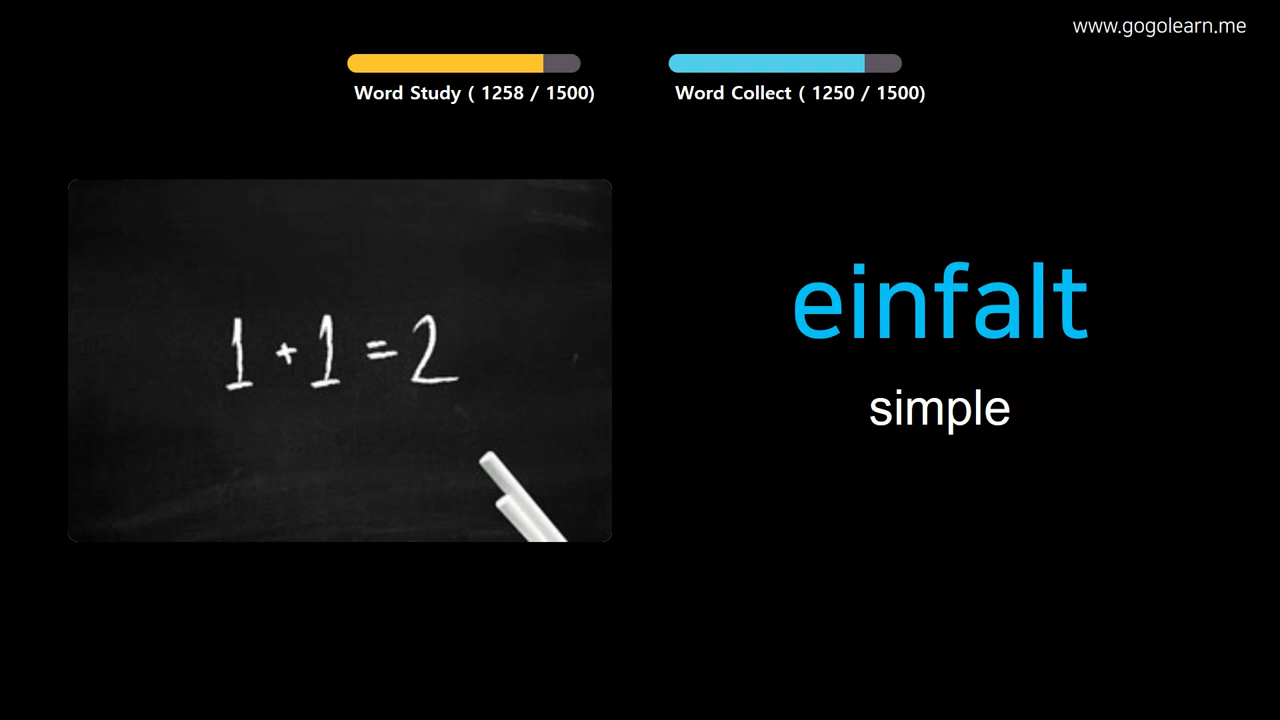 www.gogolearn.me
Word Study ( 1258 / 1500)
Word Collect ( 1250 / 1500)
1 + 1 = 2
einfalt
simple